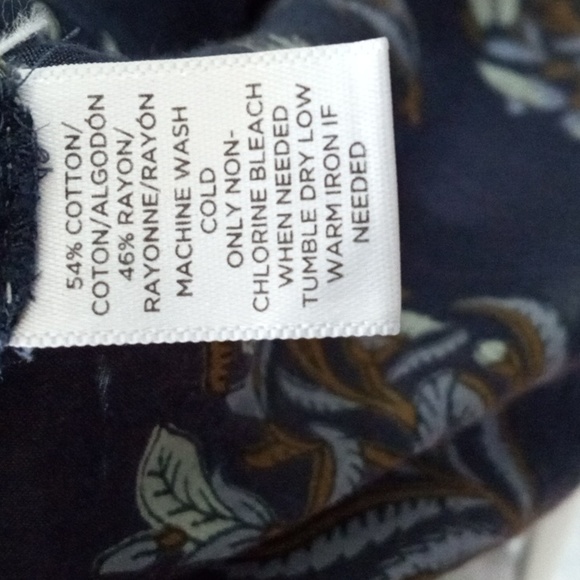 54% COTTON/
COTON/ALGODÓN
46% RAYON/
RAYONNE/RAYÓN
MACHINE WASH
COLD
ONLY NON-
CHLORINE BLEACH
WHEN NEEDED
TUMBLE DRY LOW
WARM IRON IF
NEEDED